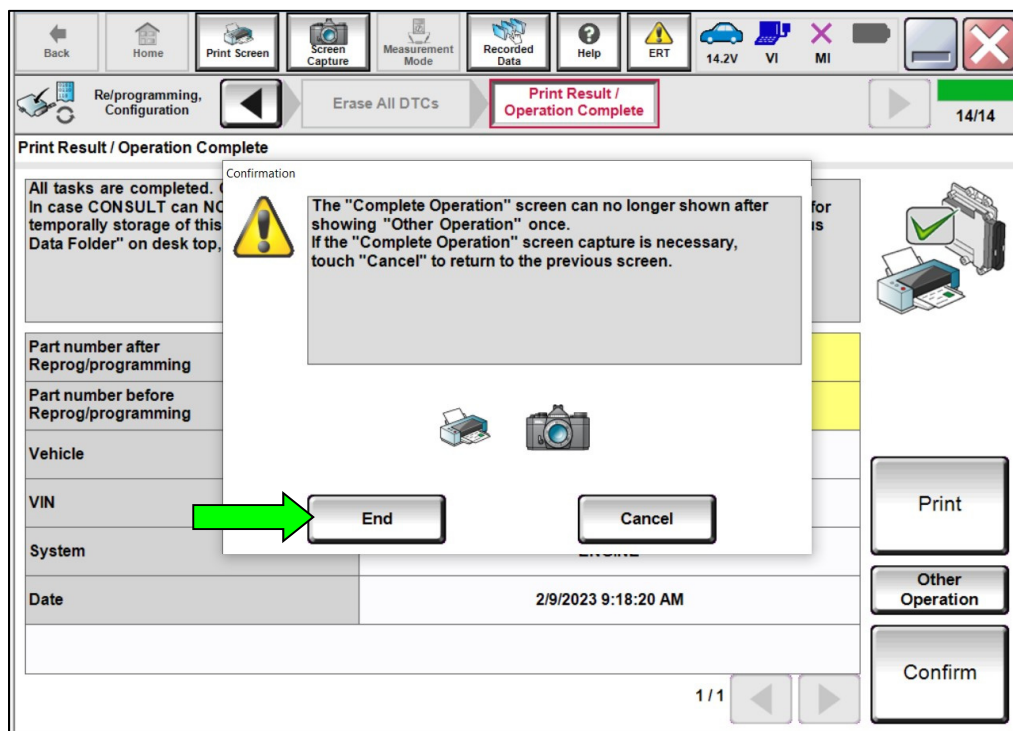 Back
Home
Print Screen
Screen
Capture
Measurement
Mode
Recorded
Data
Help
ERT
14.2V
VI
MI
Re/programming,
Configuration
Erase All DTCs
Print Result /
Operation Complete
14/14
Print Result / Operation Complete
All tasks are completed.
In case CONSULT can
temporally storage of this
Data Folder" on desk top,
for
Confirmation
The "Complete Operation" screen can no longer shown after
showing "Other Operation" once.
If the "Complete Operation" screen capture is necessary,
touch "Cancel" to return to the previous screen.
End
Cancel
Part number after
Reprog/programming
Part number before
Reprog/programming
Vehicle
VIN
System
Date
2/9/2023 9:18:20 AM
1/1
Print
Other
Operation
Confirm